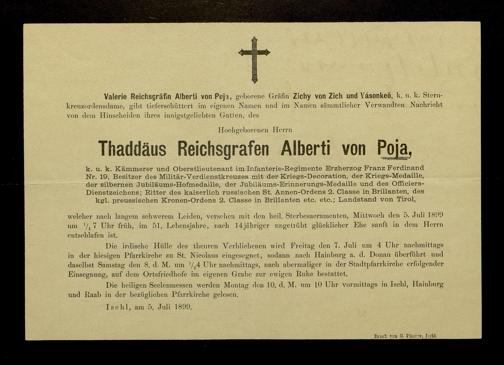 Valerie Reichsgräfin Alberti von Poja, geborene Gräfin Zichy von Zich und Vásonkeö, k. u. k. Stern-
kreuzordensdame, gibt tieferschüttert im eigenen Namen und im Namen sämmtlicher Verwandten Nachricht
von dem Hinscheiden ihres innigstgeliebten Gatten, des
Hochgeborenen Herrn
Thaddäus Reichsgrafen Alberti von Poja,
k. u. k. Kämmerer und Oberstlieutenant im Infanterie-Regimente Erzherzog Franz Ferdinand
Nr. 19, Besitzer des Militär-Verdienstkreuzes mit der Kriegs-Decoration, der Kriegs-Medaille,
der silbernen Jubiläums-Hofmedaille, der Jubiläums-Erinnerungs-Medaille und des Officiers-
Dienstzeichens; Ritter des kaiserlich russischen St. Annen-Ordens 2. Classe in Brillanten, des
kgl. preussischen Kronen-Ordens 2. Classe in Brillanten etc. etc.; Landstand von Tirol,
welcher nach langem schweren Leiden, versehen mit den heil. Sterbesacramenten, Mittwoch den 5. Juli 1899
um 1/2 7 Uhr früh, im 51. Lebensjahre, nach 14jähriger ungetrübt glücklicher Ehe sanft in dem Herrn
entschlafen ist.
Die irdische Hülle des theuren Verblichenen wird Freitag den 7. Juli um 4 Uhr nachmittags
in der hiesigen Pfarrkirche zu St. Nicolaus eingesegnet, sodann nach Hainburg a. d. Donau überführt und
daselbst Samstag den 8. d. M. um 1/2 4 Uhr nachmittags, nach abermaliger in der Stadtpfarrkirche erfolgender
Einsegnung, auf dem Ortsfriedhofe im eigenen Grabe zur ewigen Ruhe bestattet.
Die heiligen Seelenmessen werden Montag den 10. d. M. um 10 Uhr vormittags in Ischl, Hainburg
und Raab in der bezüglichen Pfarrkirche gelesen.
Ischl, am 5. Juli 1899.
Druck von Ischl.